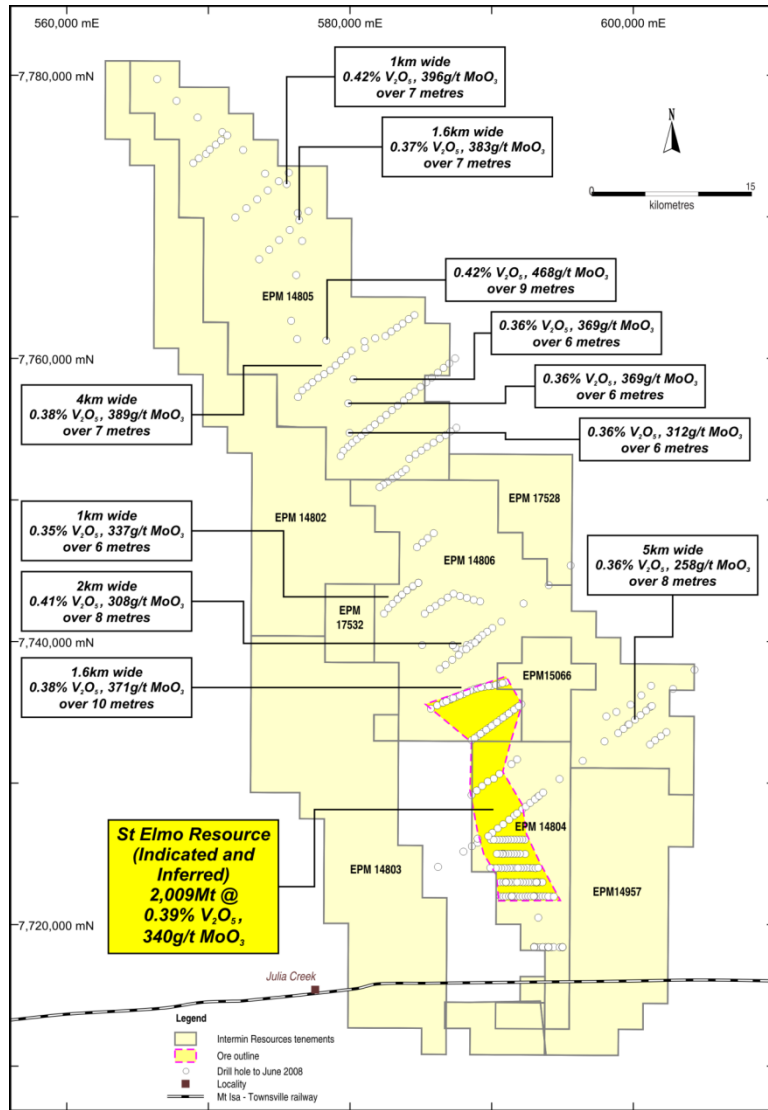 560,000 mE
580,000 mE
600,000 mE
7,780,000 mN
1km wide
0.42% V₂O₅, 396g/t MoO₃
over 7 metres
1.6km wide
0.37% V₂O₅, 383g/t MoO₃
over 7 metres
N
0
15
kilometres
0.42% V₂O₅, 468g/t MoO₃
over 9 metres
EPM 14805
0.36% V₂O₅, 369g/t MoO₃
over 6 metres
7,760,000 mN
0.36% V₂O₅, 369g/t MoO₃
over 6 metres
4km wide
0.38% V₂O₅, 389g/t MoO₃
over 7 metres
0.36% V₂O₅, 312g/t MoO₃
over 6 metres
EPM 17528
EPM 14802
1km wide
0.35% V₂O₅, 337g/t MoO₃
over 6 metres
EPM 14806
5km wide
0.36% V₂O₅, 258g/t MoO₃
over 8 metres
2km wide
0.41% V₂O₅, 308g/t MoO₃
over 8 metres
EPM
17532
7,740,000 mN
1.6km wide
0.38% V₂O₅, 371g/t MoO₃
over 10 metres
EPM15066
St Elmo Resource
(Indicated and
Inferred)
2,009Mt @
0.39% V₂O₅,
340g/t MoO₃
EPM 14804
EPM 14803
EPM14957
7,720,000 mN
Julia Creek
Legend
Intermin Resources tenements
Ore outline
Drill hole to June 2008
Locality
Mt Isa - Townsville railway